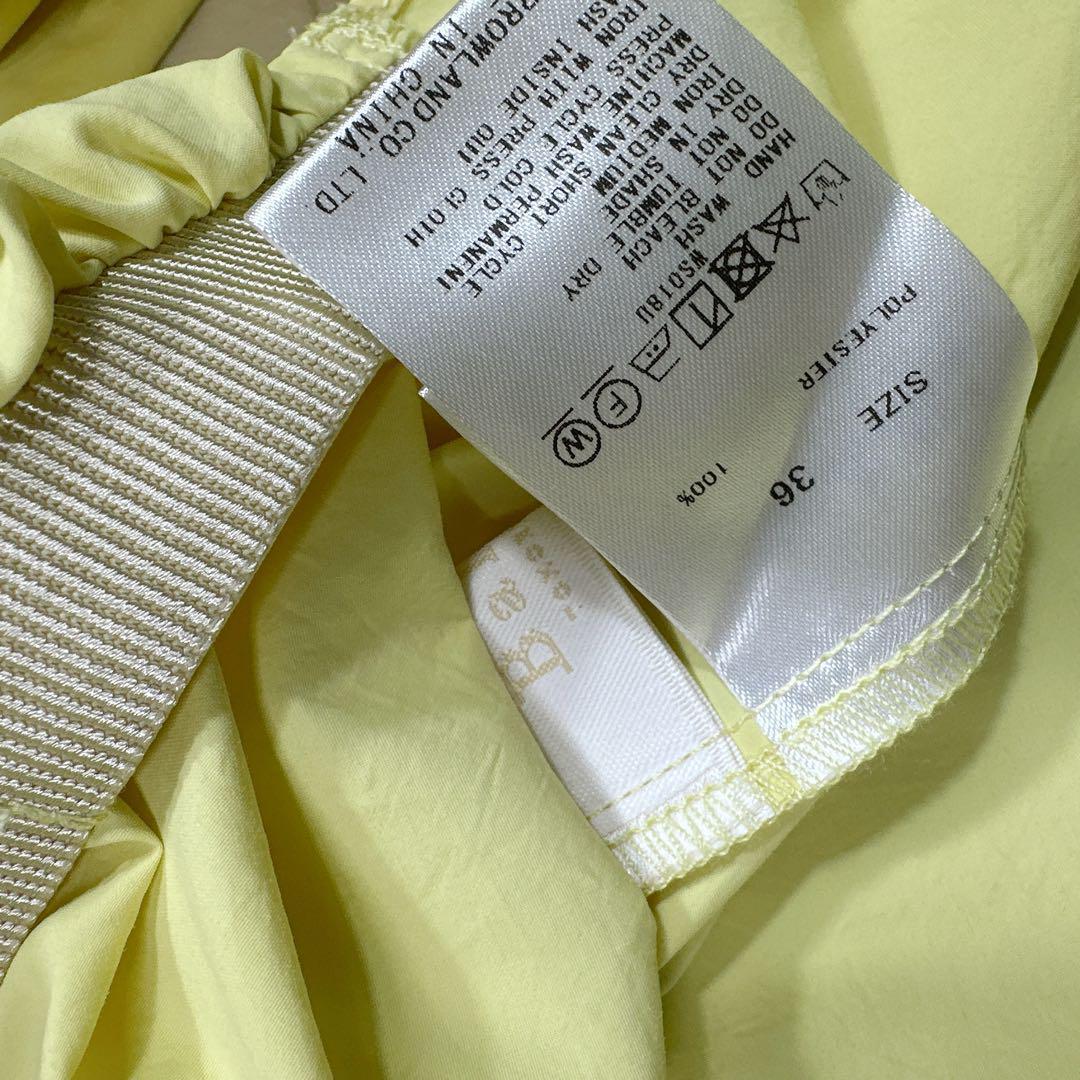 SIZE 36
POLYESTER 100%
W F
HAND WASH WS018U
DO NOT BLEACH
DO NOT TUMBLE DRY
DRY IN SHADE
IRON MEDIUM
DRY CLEAN SHORT CYCLE
MACHINE WASH PERMANENT
PRESS CYCLE COLD
IRON WITH PRESS CLOTH
INSIDE OUT
ROWLAND CO., LTD.
IN CHINA